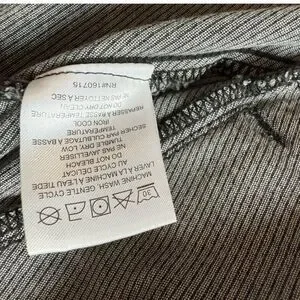 30
MACHINE WASH, GENTLE CYCLE
LAVER A LA MACHINE A L'EAU TIEDE
AU CYCLE DELICAT
DO NOT BLEACH
NE PAS JAVELLISER
TUMBLE DRY, LOW
SECHER PAR CULBUTAGE A BASSE
TEMPERATURE
IRON COOL
REPASSER À BASSE TEMPERATURE
DO NOT DRY CLEAN
NE PAS NETTOYER À SEC
RN#160715